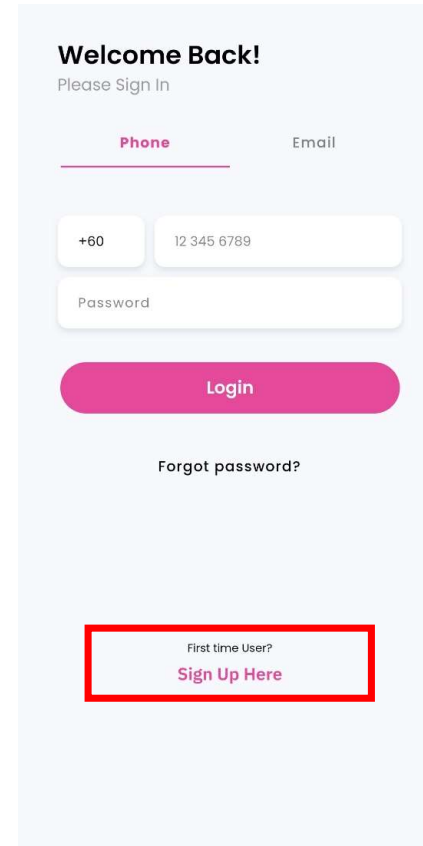 Welcome Back!
Please Sign In
Phone Email
+60 12 345 6789
Password
Login
Forgot password?
First time User?
Sign Up Here